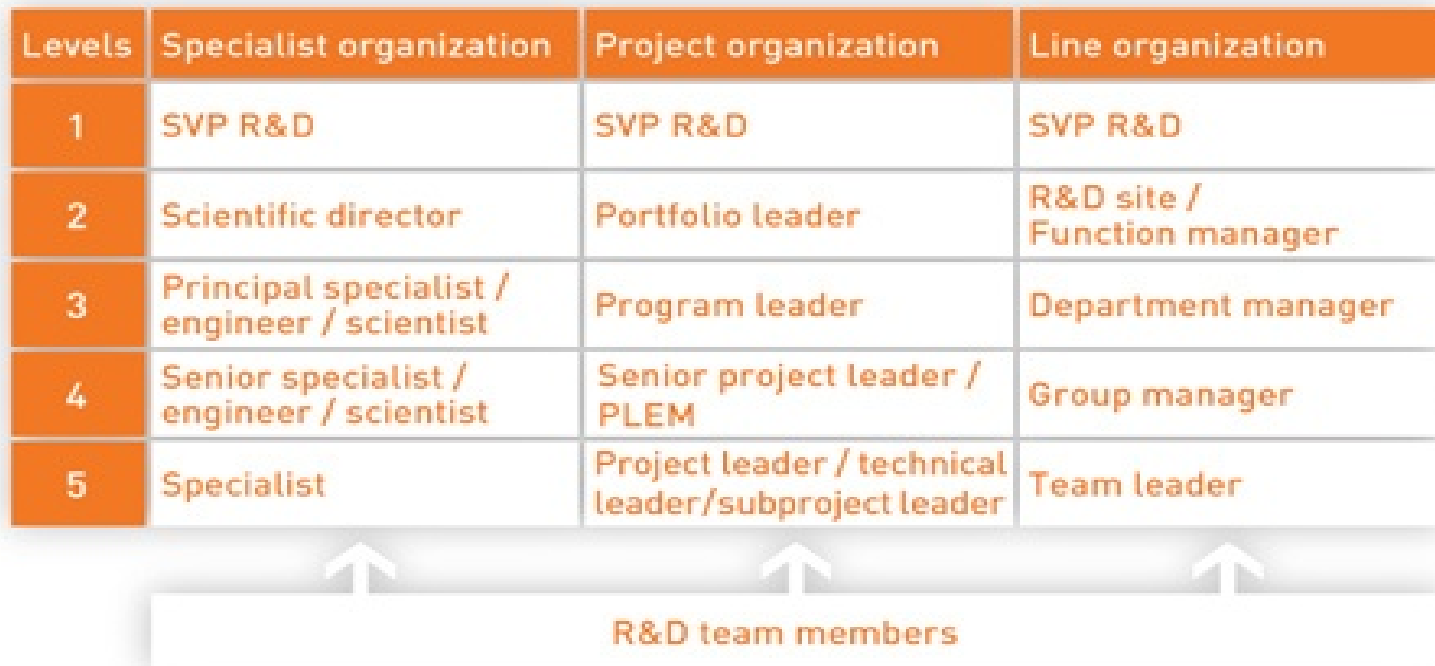 Levels Specialist organization Project organization Line organization
1 SVP R&D SVP R&D SVP R&D
2 Scientific director Portfolio leader R&D site /
Function manager
3 Principal specialist /
engineer / scientist Program leader Department manager
4 Senior specialist /
engineer / scientist Senior project leader /
PLEM Group manager
5 Specialist Project leader / technical
leader/subproject leader Team leader
R&D team members